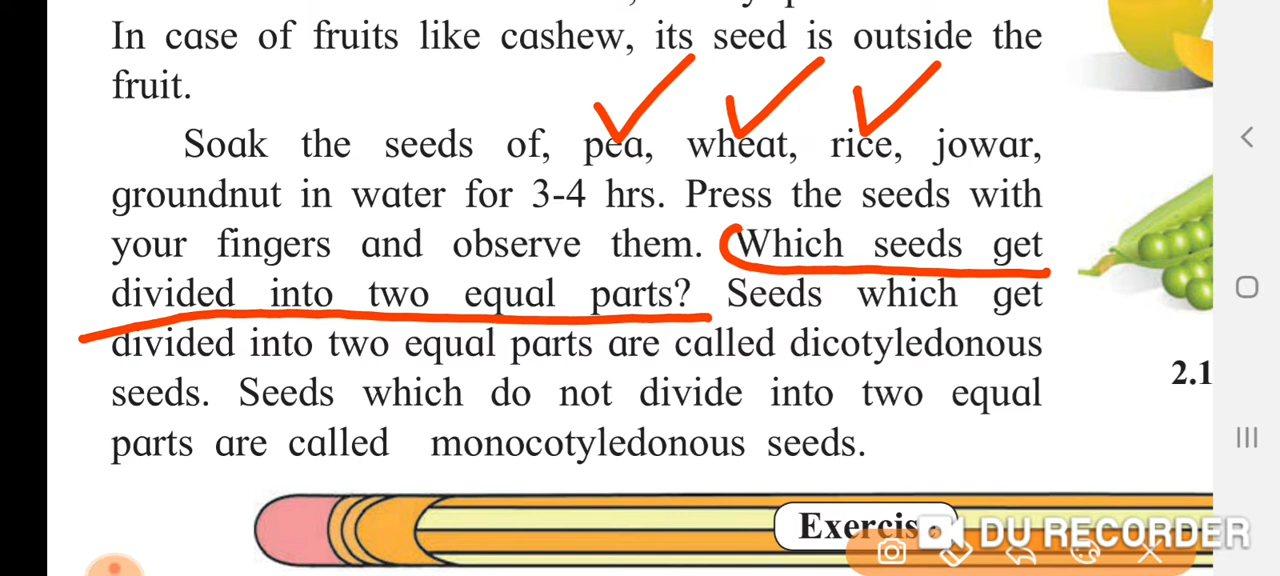 In case of fruits like cashew, its seed is outside the
fruit.
Soak the seeds of, pea, wheat, rice, jowar,
groundnut in water for 3-4 hrs. Press the seeds with
your fingers and observe them. Which seeds get
divided into two equal parts? Seeds which get
divided into two equal parts are called dicotyledonous
seeds. Seeds which do not divide into two equal
parts are called monocotyledonous seeds.
2.1
Exercis
DU RECORDER